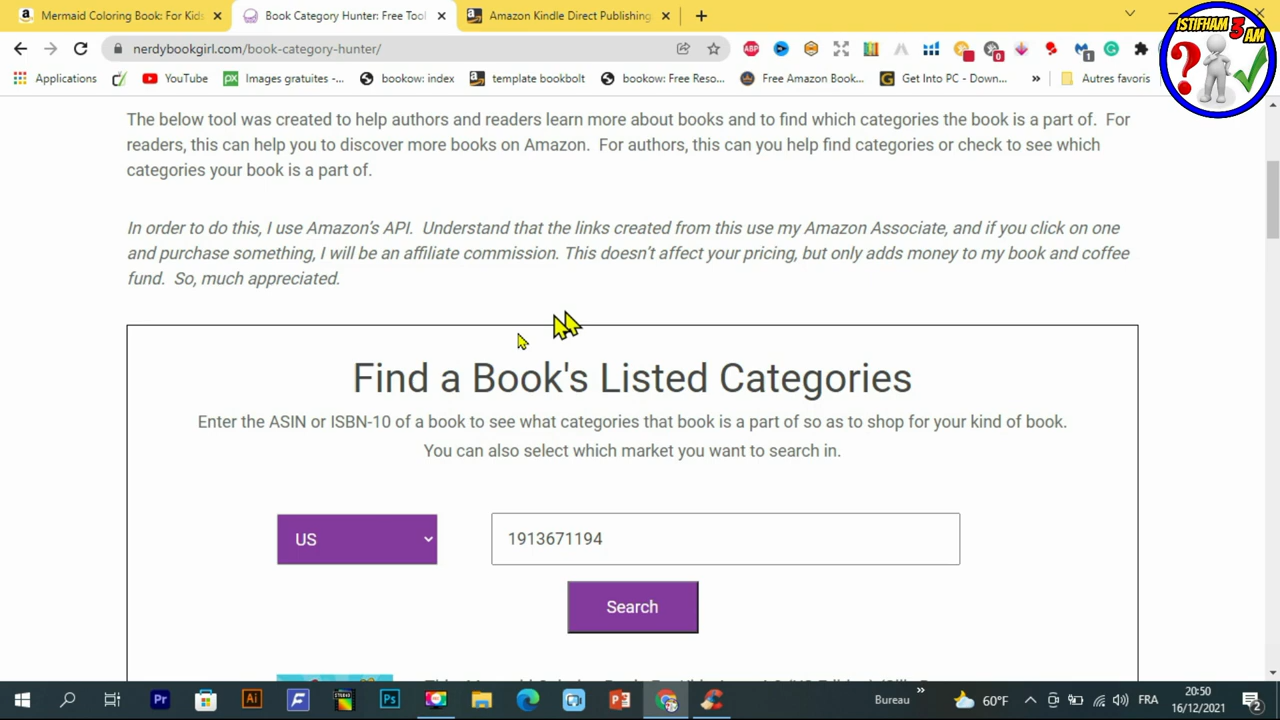 Mermaid Coloring Book: For Kids
Book Category Hunter: Free Tool
Amazon Kindle Direct Publishing
ISTIFHAM 3 AM
nerdybookgirl.com/book-category-hunter/
Applications
YouTube
Images gratuites -...
bookow: index
template bookbolt
bookow: Free Reso...
Free Amazon Book...
Get Into PC - Down...
»
Autres favoris
The below tool was created to help authors and readers learn more about books and to find which categories the book is a part of. For
readers, this can help you to discover more books on Amazon. For authors, this can you help find categories or check to see which
categories your book is a part of.
In order to do this, I use Amazon's API. Understand that the links created from this use my Amazon Associate, and if you click on one
and purchase something, I will be an affiliate commission. This doesn't affect your pricing, but only adds money to my book and coffee
fund. So, much appreciated.
Find a Book's Listed Categories
Enter the ASIN or ISBN-10 of a book to see what categories that book is a part of so as to shop for your kind of book.
You can also select which market you want to search in.
US
1913671194
Search
Bureau
»
60°F
FRA
20:50
16/12/2021